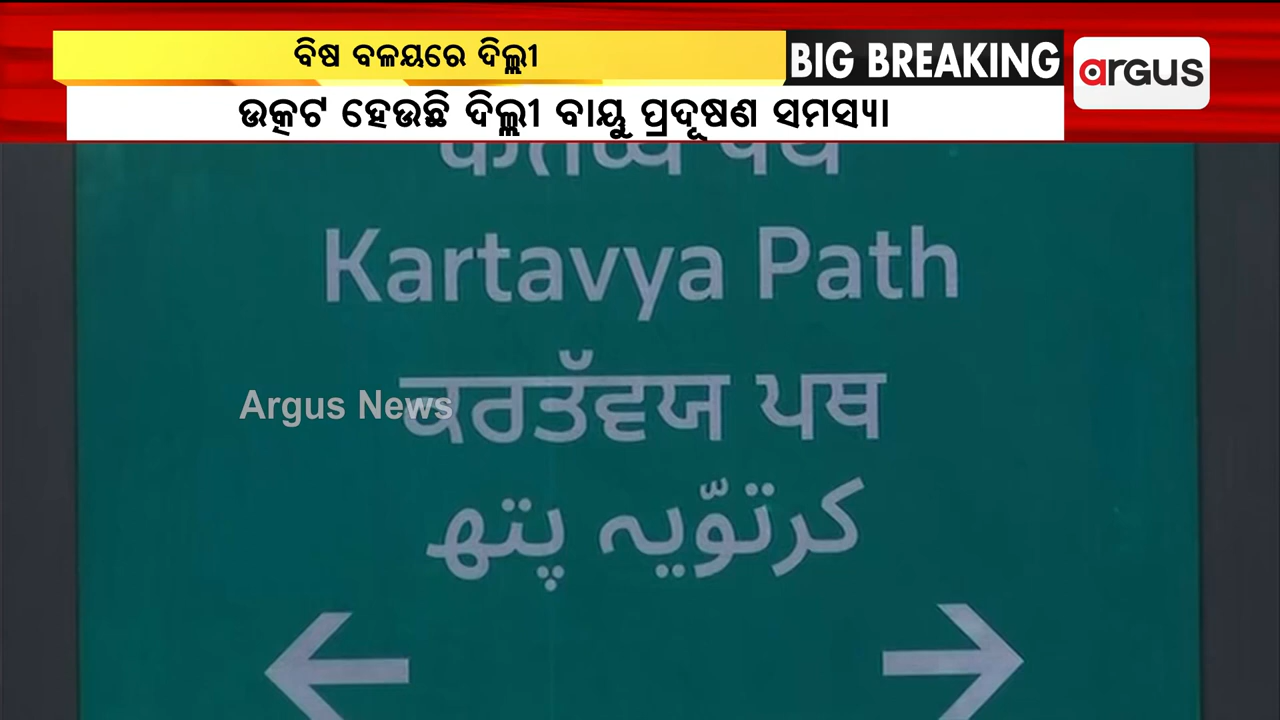 ବିଷ ବଳୟରେ ଦିଲ୍ଲୀ
BIG BREAKING
argus
ଉତ୍କଟ ହେଉଛି ଦିଲ୍ଲୀ ବାୟୁ ପ୍ରଦୂଷଣ ସମସ୍ୟା
Kartavya Path
Argus News
ਕਰਤੱਵਯ ਪਥ
کرتوّیہ پتھ